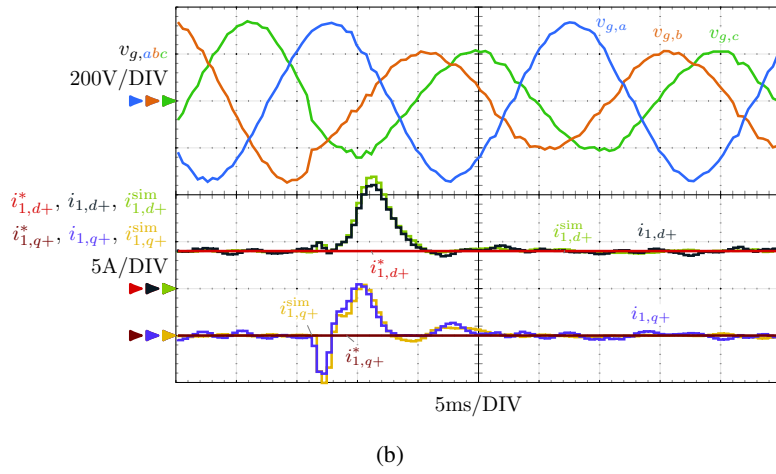 v_{g,a}
v_{g,b}
v_{g,c}
v_{g,abc}
200V/DIV
i^*_{1,d+}, i_{1,d+}, i^{sim}_{1,d+}
i^*_{1,q+}, i_{1,q+}, i^{sim}_{1,q+}
5A/DIV
i^{sim}_{1,d+}
i_{1,d+}
i^*_{1,d+}
i^{sim}_{1,q+}
i_{1,q+}
i^*_{1,q+}
5ms/DIV
(b)